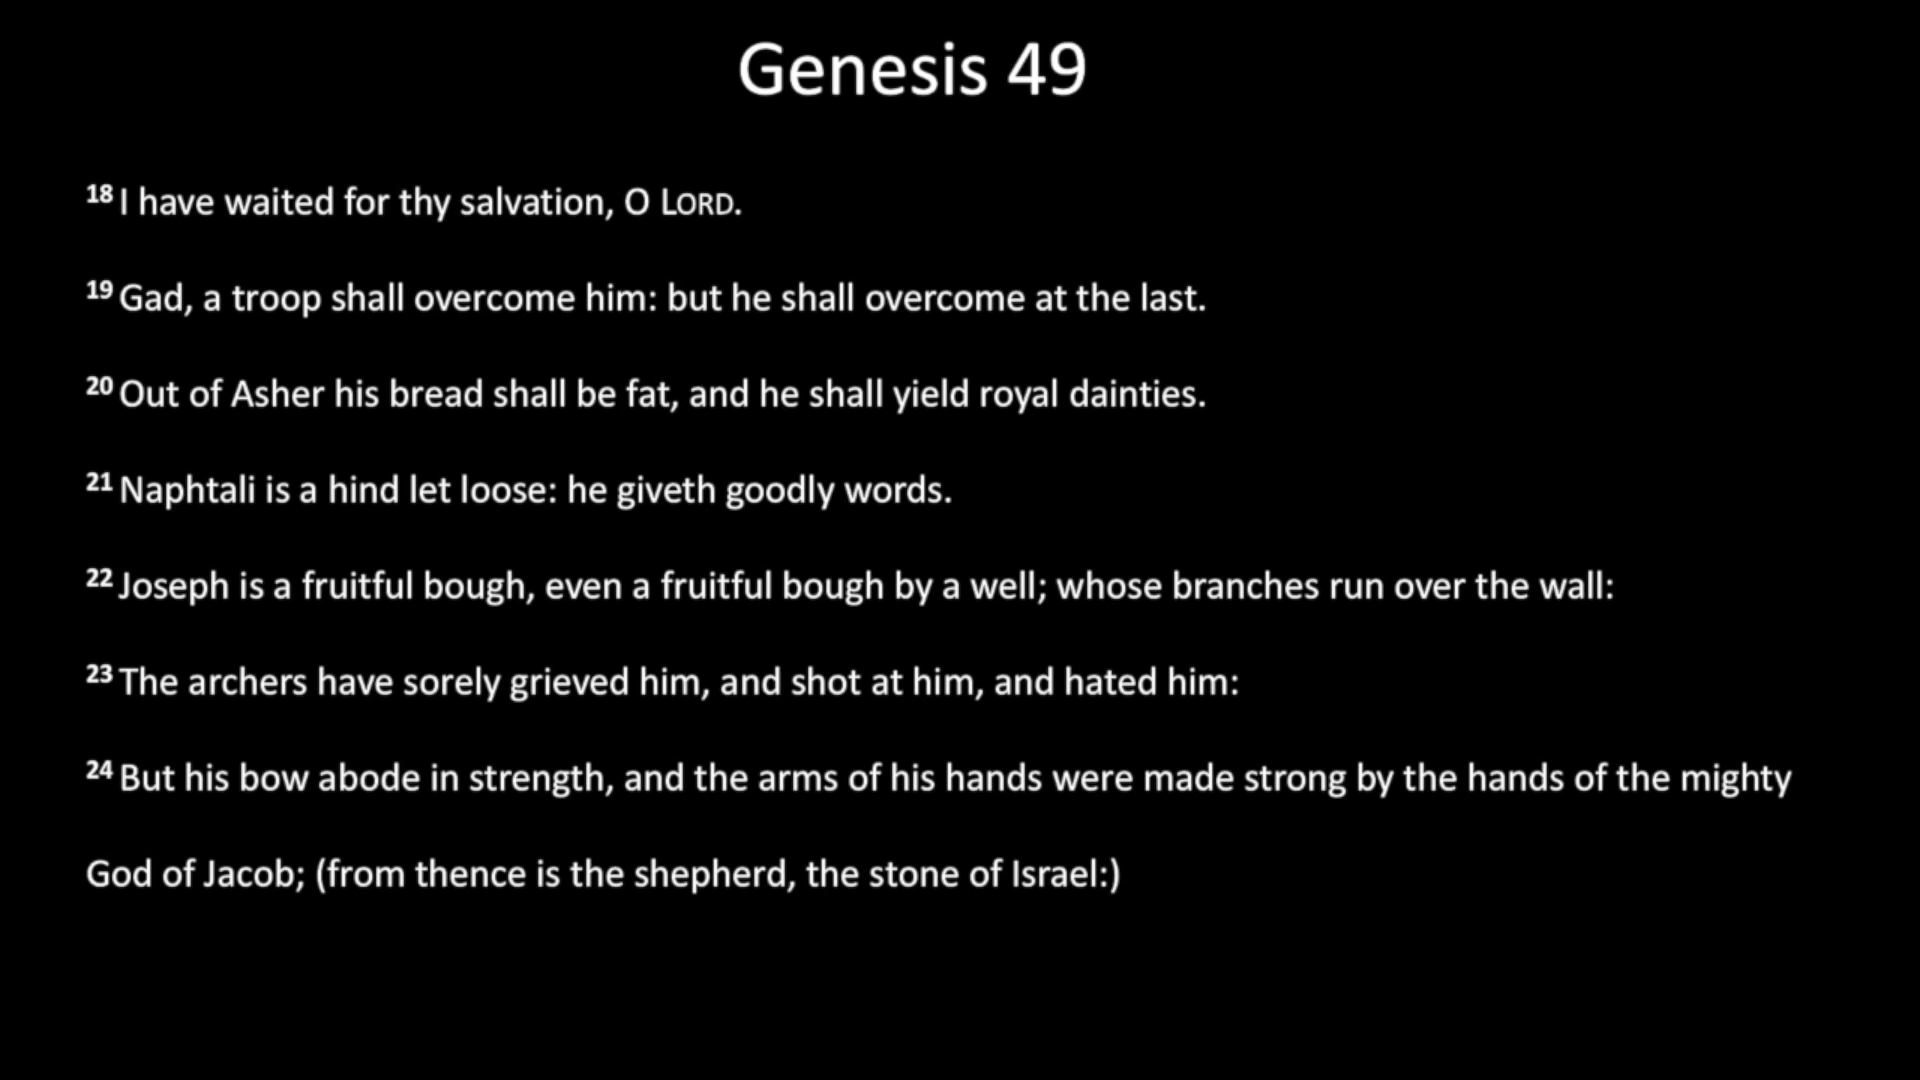 Genesis 49
18 I have waited for thy salvation, O LORD.
19 Gad, a troop shall overcome him: but he shall overcome at the last.
20 Out of Asher his bread shall be fat, and he shall yield royal dainties.
21 Naphtali is a hind let loose: he giveth goodly words.
22 Joseph is a fruitful bough, even a fruitful bough by a well; whose branches run over the wall:
23 The archers have sorely grieved him, and shot at him, and hated him:
24 But his bow abode in strength, and the arms of his hands were made strong by the hands of the mighty
God of Jacob; (from thence is the shepherd, the stone of Israel:)